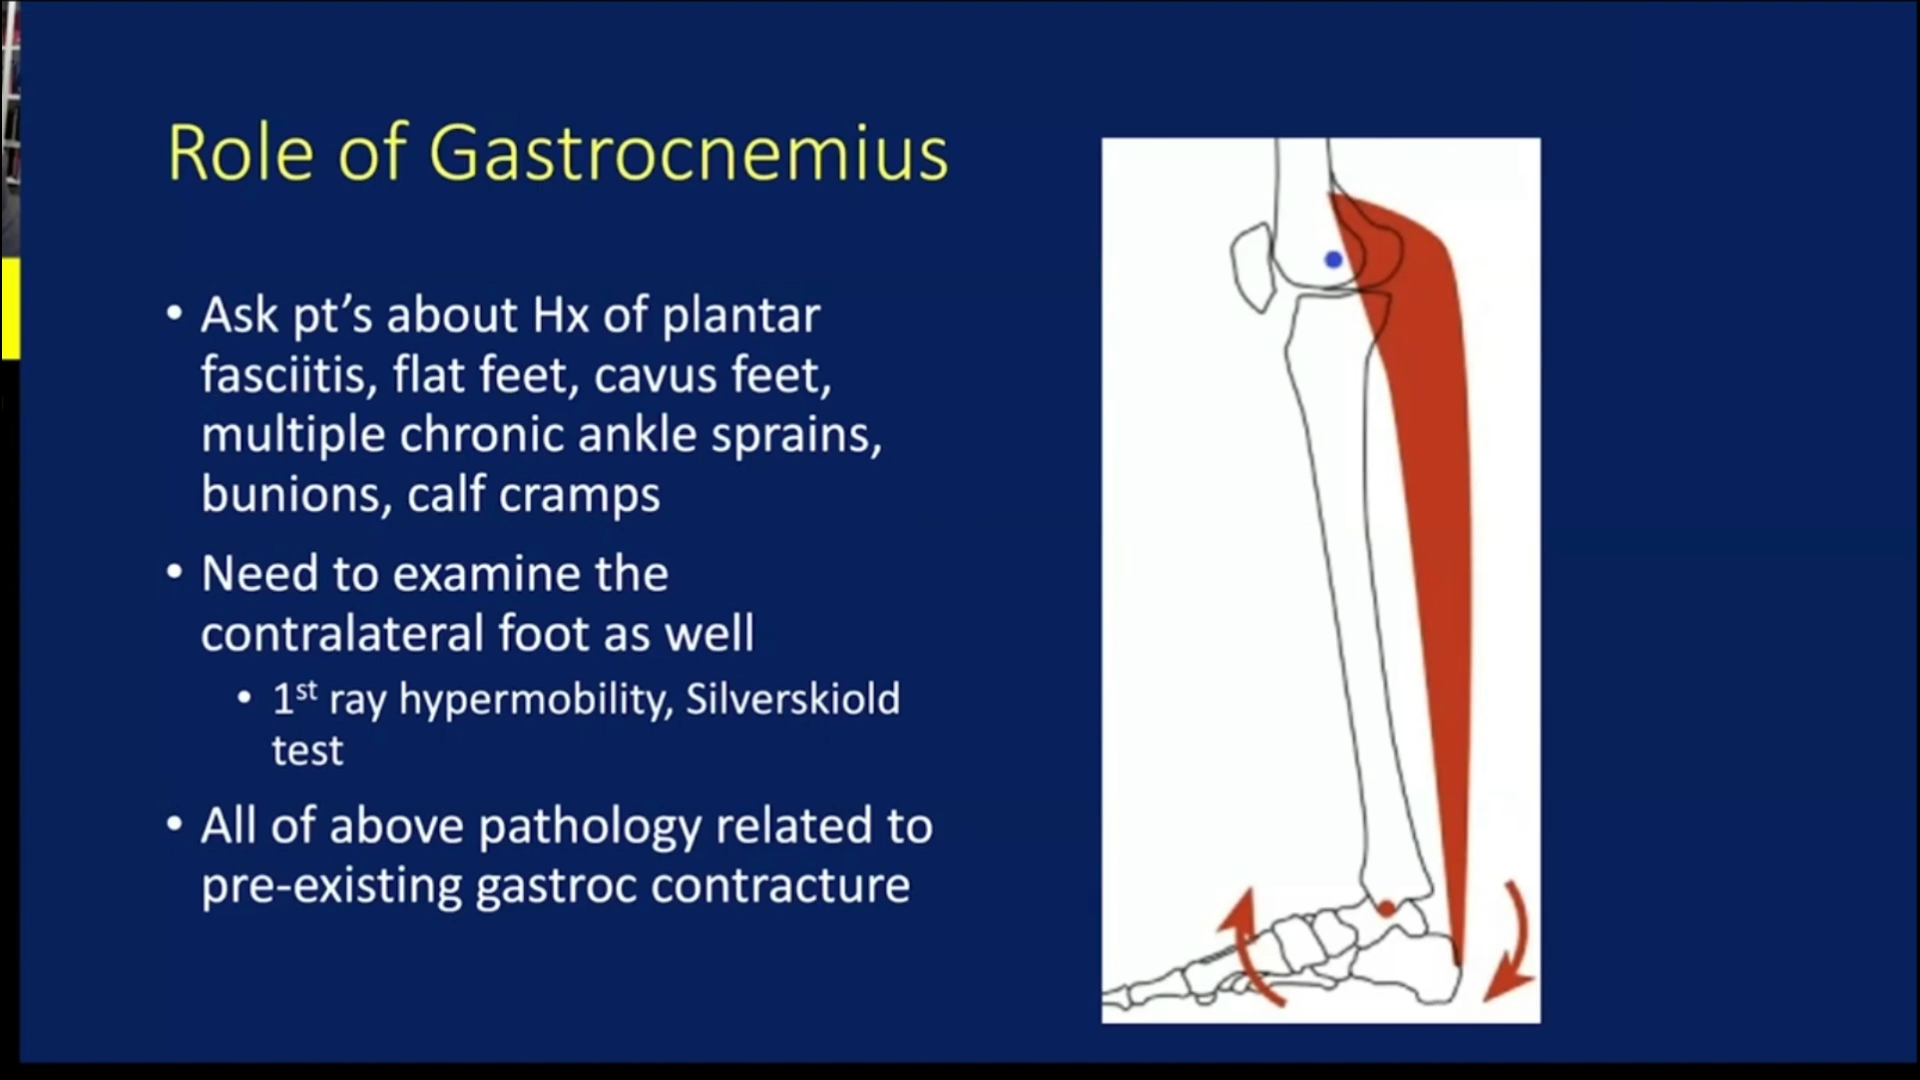 Role of Gastrocnemius
• Ask pt’s about Hx of plantar
fasciitis, flat feet, cavus feet,
multiple chronic ankle sprains,
bunions, calf cramps
• Need to examine the
contralateral foot as well
• 1st ray hypermobility, Silverskiold
test
• All of above pathology related to
pre-existing gastroc contracture